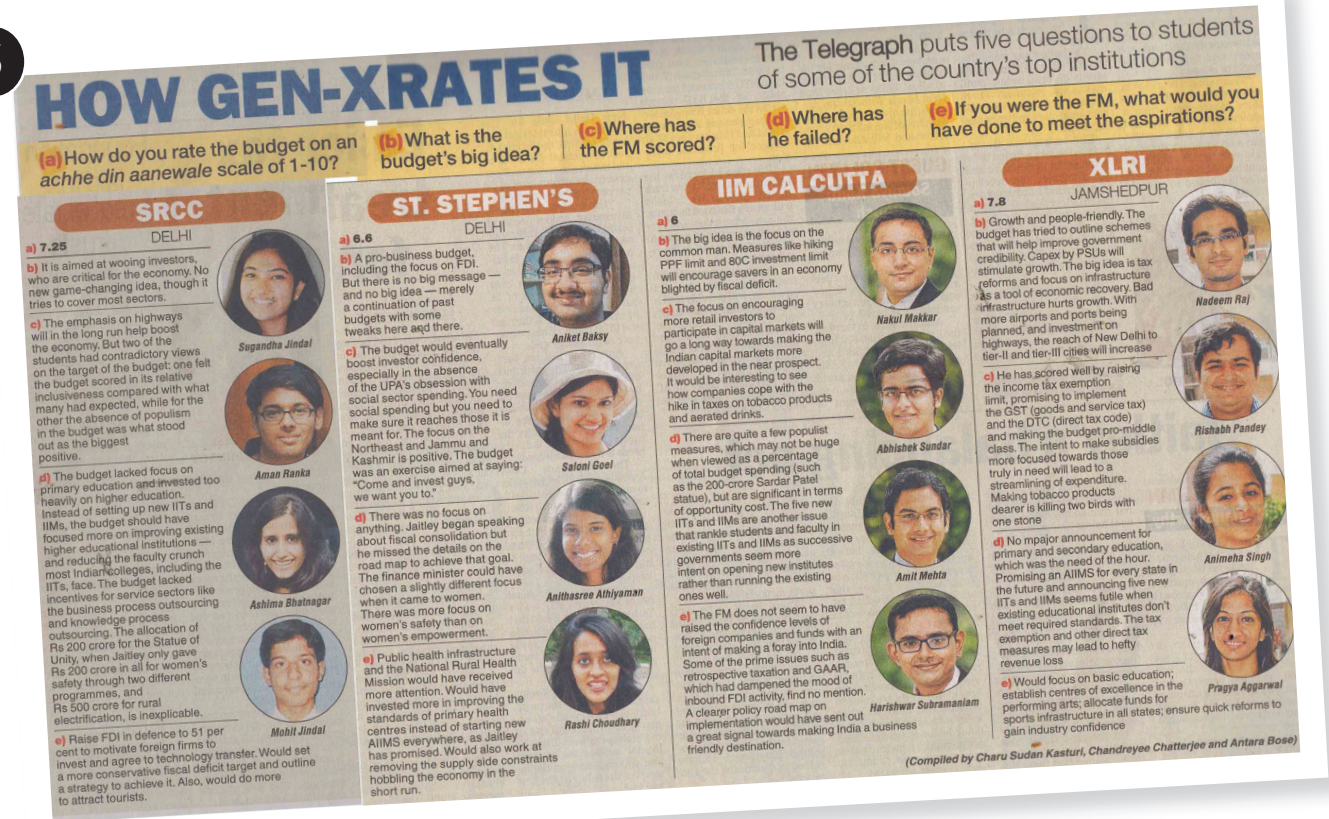 HOW GEN-XRATES IT
The Telegraph puts five questions to students
of some of the country's top institutions
(a) How do you rate the budget on an
achhe din aanewale scale of 1-10?
(b) What is the
budget's big idea?
(c) Where has
the FM scored?
(d) Where has
he failed?
(e) If you were the FM, what would you
have done to meet the aspirations?
SRCC
DELHI
a) 7.25
b) It is aimed at wooing investors,
who are critical for the economy. No
new game-changing idea, though it
tries to cover most sectors.
c) The emphasis on highways
will in the long run help boost
the economy. But two of the
students had contradictory views
on the target of the budget: one felt
the budget scored in its relative
inclusiveness compared with what
many had expected, while for the
other the absence of populism
in the budget was what stood
out as the biggest
positive.
d) The budget lacked focus on
primary education and invested too
heavily on higher education.
Instead of setting up new IITs and
IIMs, the budget should have
focused more on improving existing
higher educational institutions —
and reducing the faculty crunch
most Indian colleges, including the
IITs, face. The budget lacked
incentives for service sectors like
the business process outsourcing
and knowledge process
outsourcing. The allocation of
Rs 200 crore for the Statue of
Unity, when Jaitley only gave
Rs 200 crore in all for women's
safety through two different
programmes, and
Rs 500 crore for rural
electrification, is inexplicable.
e) Raise FDI in defence to 51 per
cent to motivate foreign firms to
invest and agree to technology transfer. Would set
a more conservative fiscal deficit target and outline
a strategy to achieve it. Also, would do more
to attract tourists.
Sugandha Jindal
Aman Ranka
Ashima Bhatnagar
Mohit Jindal
ST. STEPHEN'S
DELHI
a) 6.6
b) A pro-business budget,
including the focus on FDI.
But there is no big message —
and no big idea — merely
a continuation of past
budgets with some
tweaks here and there.
c) The budget would eventually
boost investor confidence,
especially in the absence
of the UPA's obsession with
social sector spending. You need
social spending but you need to
make sure it reaches those it is
meant for. The focus on the
Northeast and Jammu and
Kashmir is positive. The budget
was an exercise aimed at saying:
"Come and invest guys,
we want you to."
d) There was no focus on
anything. Jaitley began speaking
about fiscal consolidation but
he missed the details on the
road map to achieve that goal.
The finance minister could have
chosen a slightly different focus
when it came to women.
There was more focus on
women's safety than on
women's empowerment.
e) Public health infrastructure
and the National Rural Health
Mission would have received
more attention. Would have
invested more in improving the
standards of primary health
centres instead of starting new
AIIMS everywhere, as Jaitley
has promised. Would also work at
removing the supply side constraints
hobbling the economy in the
short run.
Aniket Baksy
Saloni Goel
Anithasree Athiyaman
Rashi Choudhary
IIM CALCUTTA
a) 6
b) The big idea is the focus on the
common man. Measures like hiking
PPF limit and 80C investment limit
will encourage savers in an economy
blighted by fiscal deficit.
c) The focus on encouraging
more retail investors to
participate in capital markets will
go a long way towards making the
Indian capital markets more
developed in the near prospect.
It would be interesting to see
how companies cope with the
hike in taxes on tobacco products
and aerated drinks.
d) There are quite a few populist
measures, which may not be huge
when viewed as a percentage
of total budget spending (such
as the 200-crore Sardar Patel
statue), but are significant in terms
of opportunity cost. The five new
IITs and IIMs are another issue
that rankle students and faculty in
existing IITs and IIMs as successive
governments seem more
intent on opening new institutes
rather than running the existing
ones well.
e) The FM does not seem to have
raised the confidence levels of
foreign companies and funds with an
intent of making a foray into India.
Some of the prime issues such as
retrospective taxation and GAAR,
which had dampened the mood of
inbound FDI activity, find no mention.
A clearer policy road map on
implementation would have sent out
a great signal towards making India a business
friendly destination.
Nakul Makkar
Abhishek Sundar
Amit Mehta
Harishwar Subramaniam
XLRI
JAMSHEDPUR
a) 7.8
b) Growth and people-friendly. The
budget has tried to outline schemes
that will help improve government
credibility. Capex by PSUs will
stimulate growth. The big idea is tax
reforms and focus on infrastructure
as a tool of economic recovery. Bad
infrastructure hurts growth. With
more airports and ports being
planned, and investment on
highways, the reach of New Delhi to
tier-II and tier-III cities will increase
c) He has scored well by raising
the income tax exemption
limit, promising to implement
the GST (goods and service tax)
and the DTC (direct tax code)
and making the budget pro-middle
class. The intent to make subsidies
more focused towards those
truly in need will lead to a
streamlining of expenditure.
Making tobacco products
dearer is killing two birds with
one stone
d) No mpajor announcement for
primary and secondary education,
which was the need of the hour.
Promising an AIIMS for every state in
the future and announcing five new
IITs and IIMs seems futile when
existing educational institutes don't
meet required standards. The tax
exemption and other direct tax
measures may lead to hefty
revenue loss
e) Would focus on basic education;
establish centres of excellence in the
performing arts; allocate funds for
sports infrastructure in all states; ensure quick reforms to
gain industry confidence
Nadeem Raj
Rishabh Pandey
Animeha Singh
Pragya Aggarwal
(Compiled by Charu Sudan Kasturi, Chandreyee Chatterjee and Antara Bose)